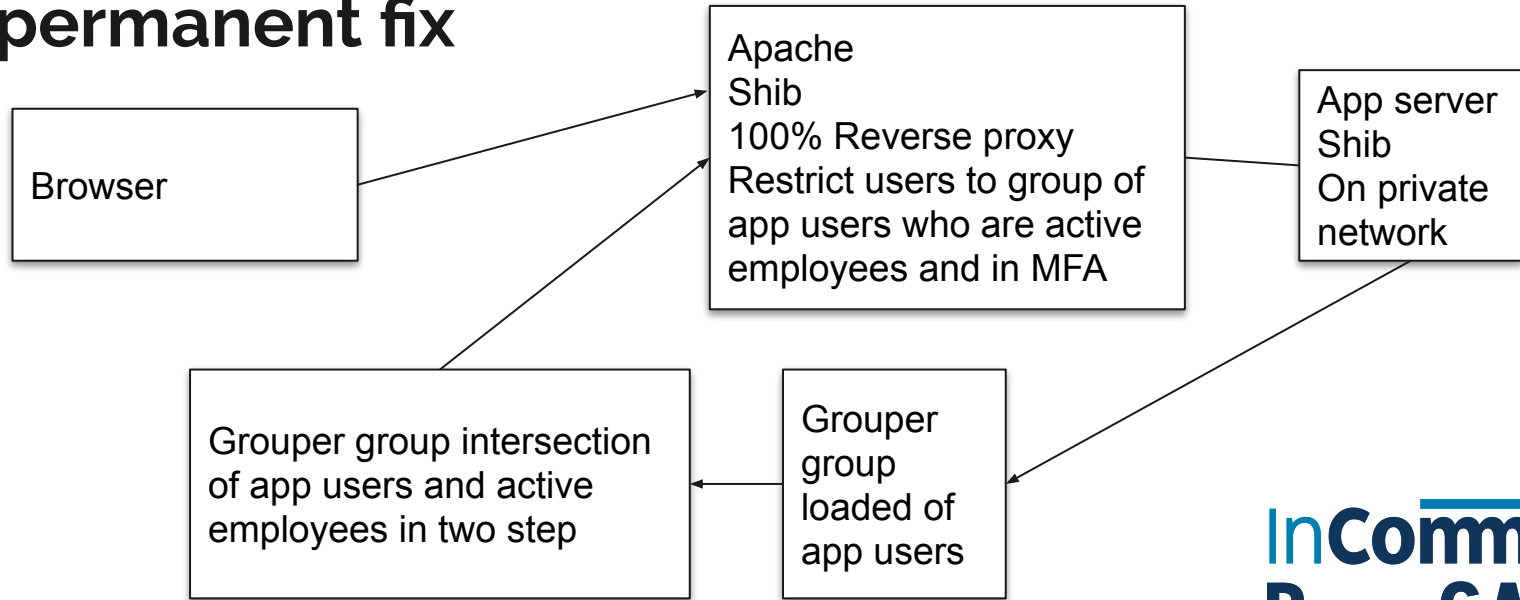 permanent fix
Browser
Apache
Shib
100% Reverse proxy
Restrict users to group of
app users who are active
employees and in MFA
App server
Shib
On private
network
Grouper group intersection
of app users and active
employees in two step
Grouper
group
loaded of
app users
InComm